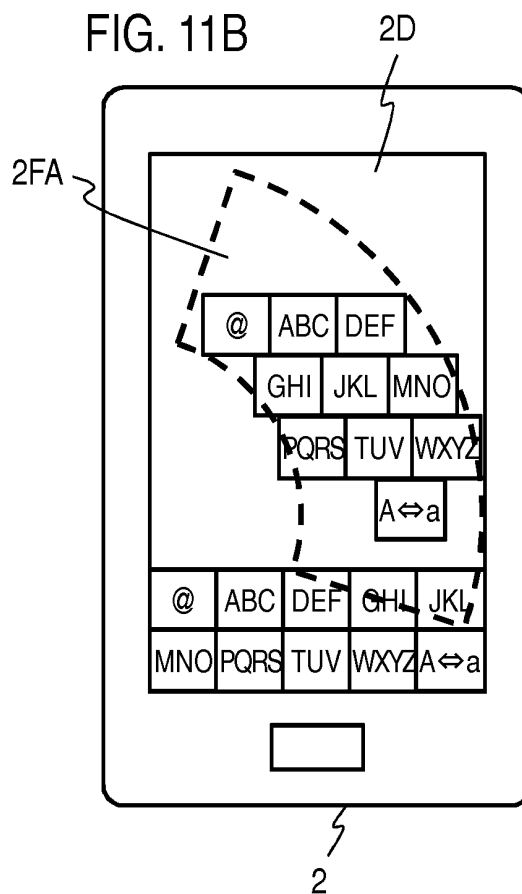 FIG. 11B
2D
2FA
@ ABC DEF
GHI JKL MNO
PQRS TUV WXYZ
A⇔a
@ ABC DEF GHI JKL
MNO PQRS TUV WXYZ A⇔a
2